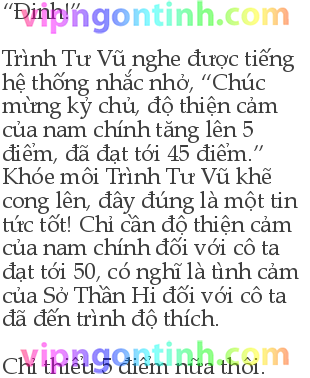 “Đinh!”
vipngontinh.com
Trình Tư Vũ nghe được tiếng
hệ thống nhắc nhở, “Chúc
mừng kỷ chủ, độ thiện cảm
của nam chính tăng lên 5
điểm, đã đạt tới 45 điểm.”
Khóe môi Trình Tư Vũ khẽ
cong lên, đây đúng là một tin
tức tốt! Chỉ cần độ thiện cảm
của nam chính đối với cô ta
đạt tới 50, có nghĩ là tình cảm
của Sở Thần Hi đối với cô ta
đã đến trình độ thích.
vipngontinh.com
Chỉ thiếu 5 điểm nữa thôi.